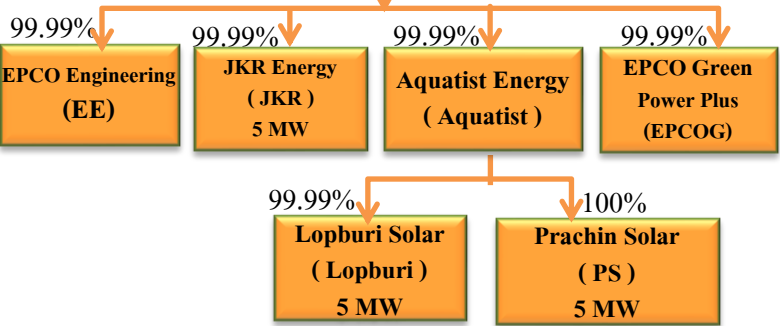 99.99%
99.99%
99.99%
99.99%
EPCO Engineering
(EE)
JKR Energy
( JKR )
5 MW
Aquatist Energy
( Aquatist )
EPCO Green
Power Plus
(EPCOG)
99.99%
100%
Lopburi Solar
( Lopburi )
5 MW
Prachin Solar
( PS )
5 MW